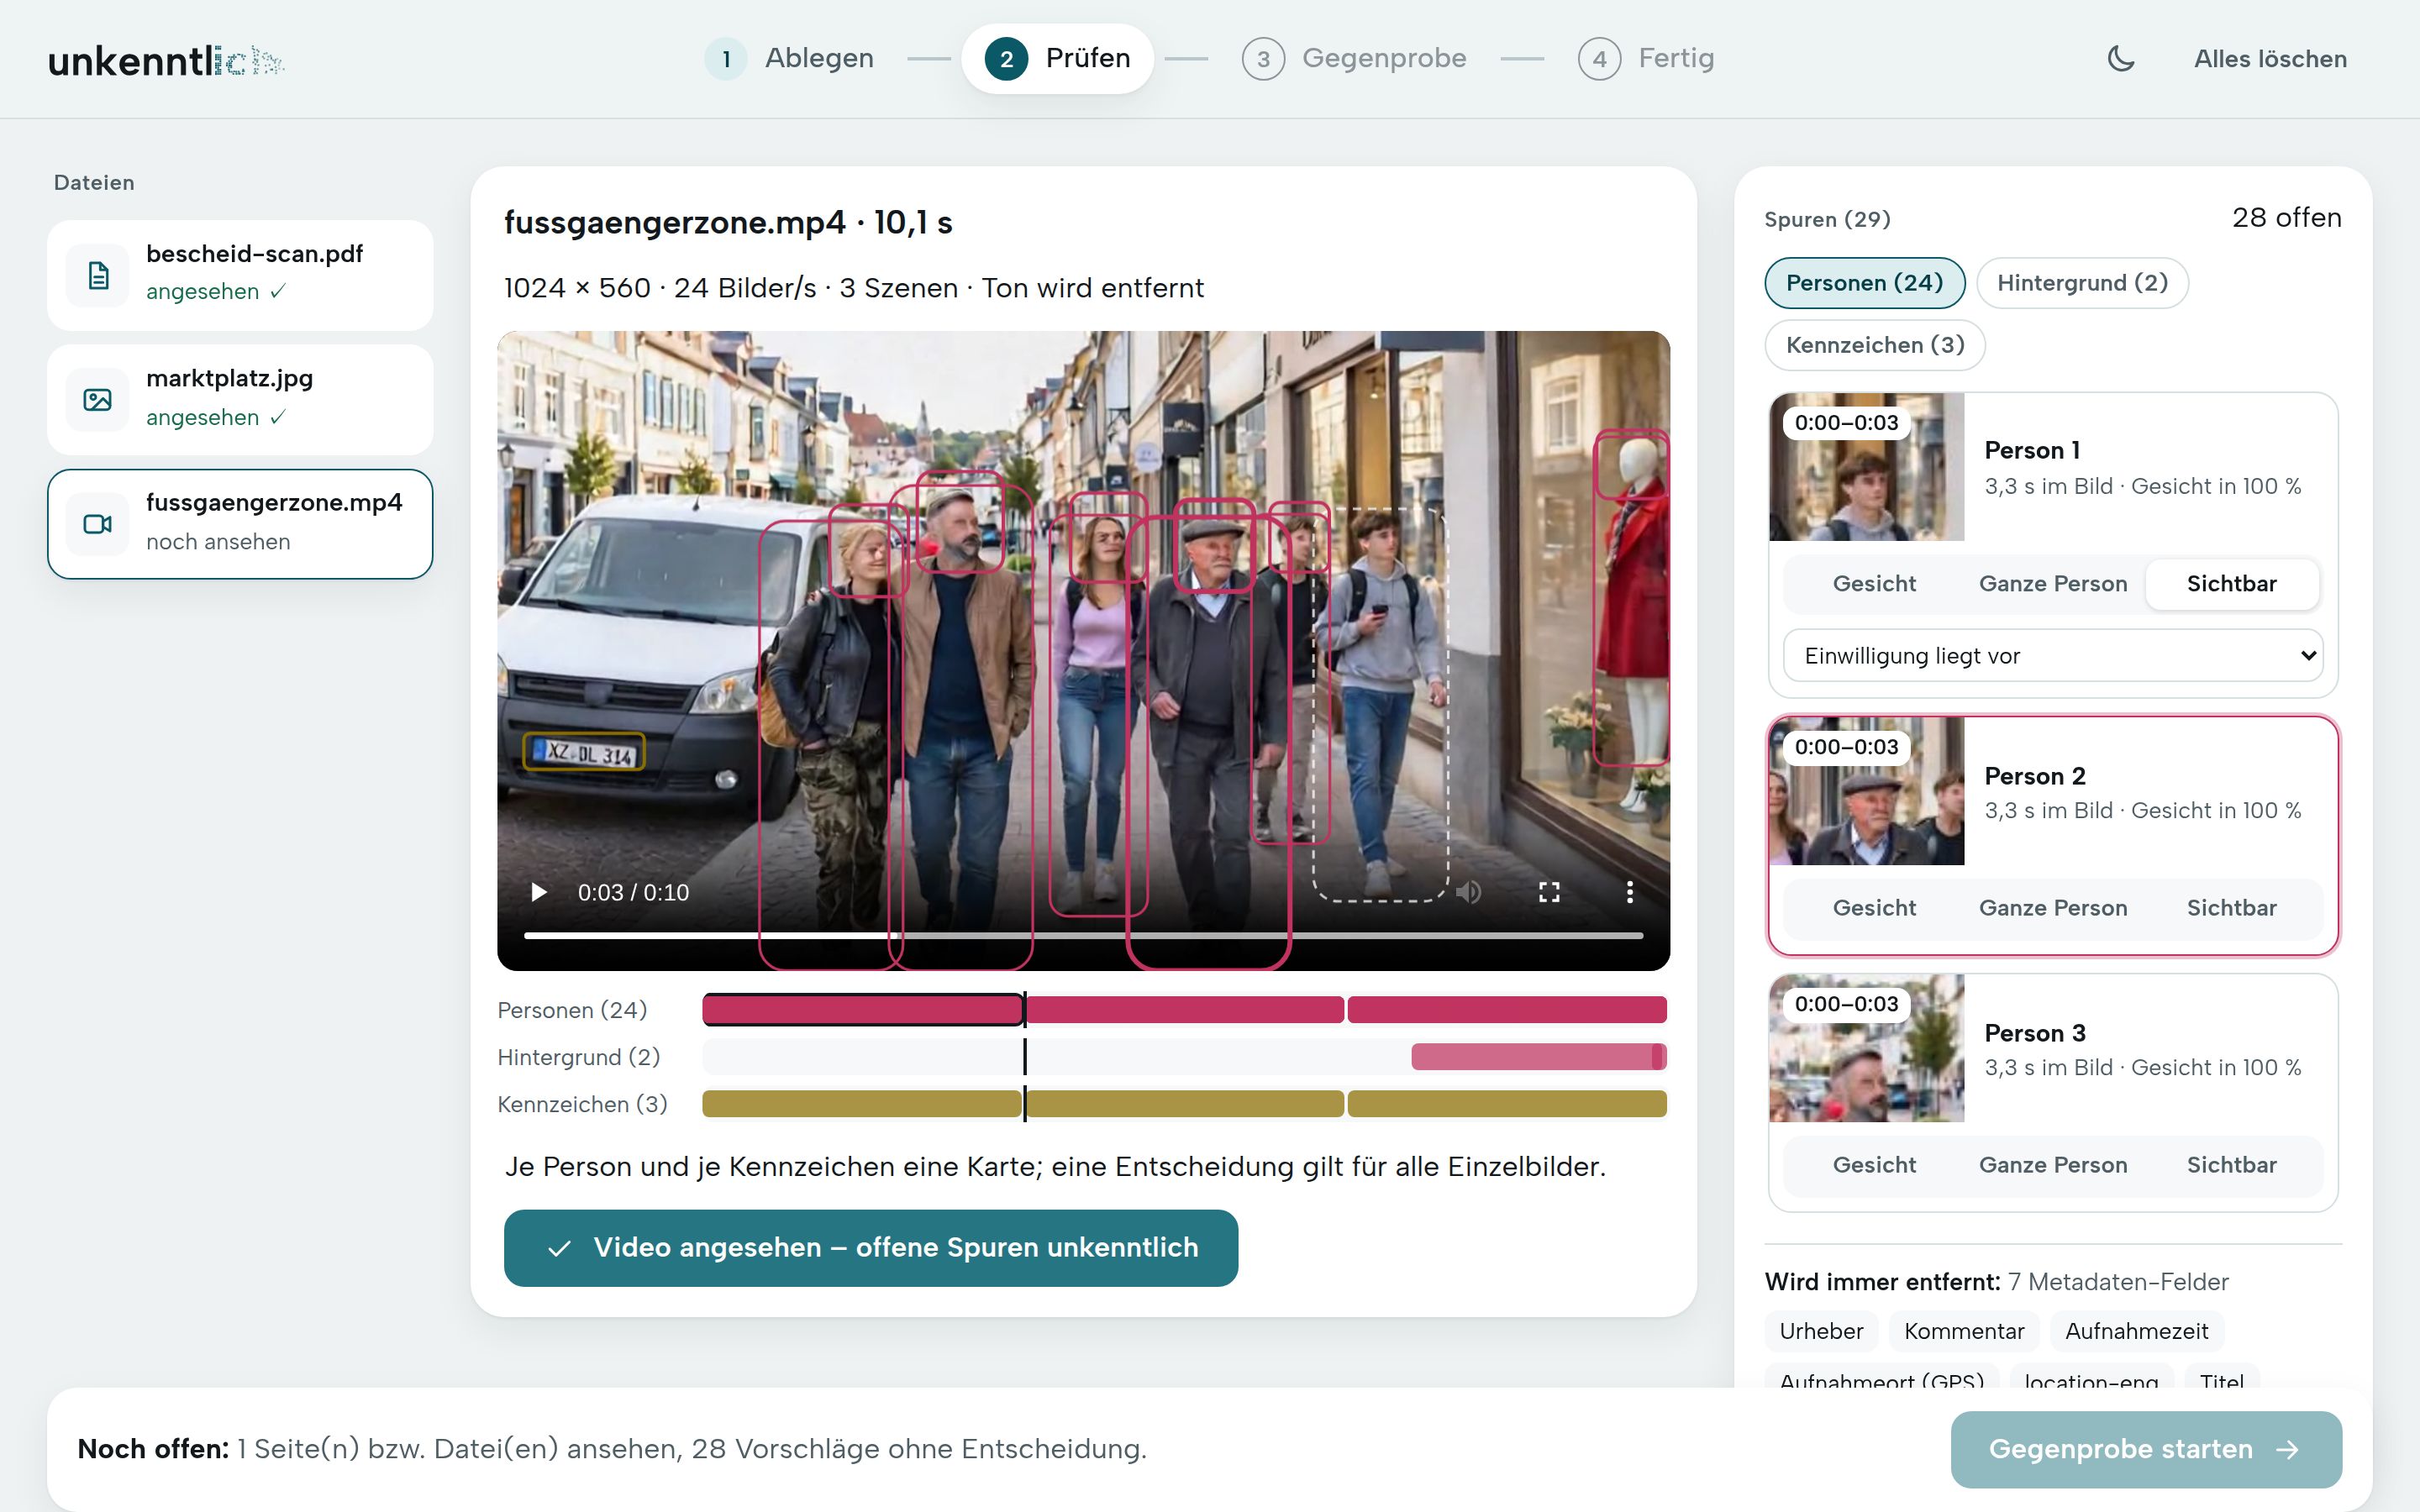 unkenntlich
1 Ablegen
2 Prüfen
3 Gegenprobe
4 Fertig
Alles löschen
Dateien
bescheid-scan.pdf
angesehen ✓
marktplatz.jpg
angesehen ✓
fussgaengerzone.mp4
noch ansehen
fussgaengerzone.mp4 · 10,1 s
1024 × 560 · 24 Bilder/s · 3 Szenen · Ton wird entfernt
XZ·DL 314
0:03 / 0:10
Personen (24)
Hintergrund (2)
Kennzeichen (3)
Je Person und je Kennzeichen eine Karte; eine Entscheidung gilt für alle Einzelbilder.
✓ Video angesehen – offene Spuren unkenntlich
Spuren (29)
28 offen
Personen (24)
Hintergrund (2)
Kennzeichen (3)
0:00–0:03
Person 1
3,3 s im Bild · Gesicht in 100 %
Gesicht Ganze Person Sichtbar
Einwilligung liegt vor
0:00–0:03
Person 2
3,3 s im Bild · Gesicht in 100 %
Gesicht Ganze Person Sichtbar
0:00–0:03
Person 3
3,3 s im Bild · Gesicht in 100 %
Gesicht Ganze Person Sichtbar
Wird immer entfernt: 7 Metadaten-Felder
Urheber Kommentar Aufnahmezeit
Aufnahmeort (GPS) location-eng Titel
Noch offen: 1 Seite(n) bzw. Datei(en) ansehen, 28 Vorschläge ohne Entscheidung.
Gegenprobe starten →